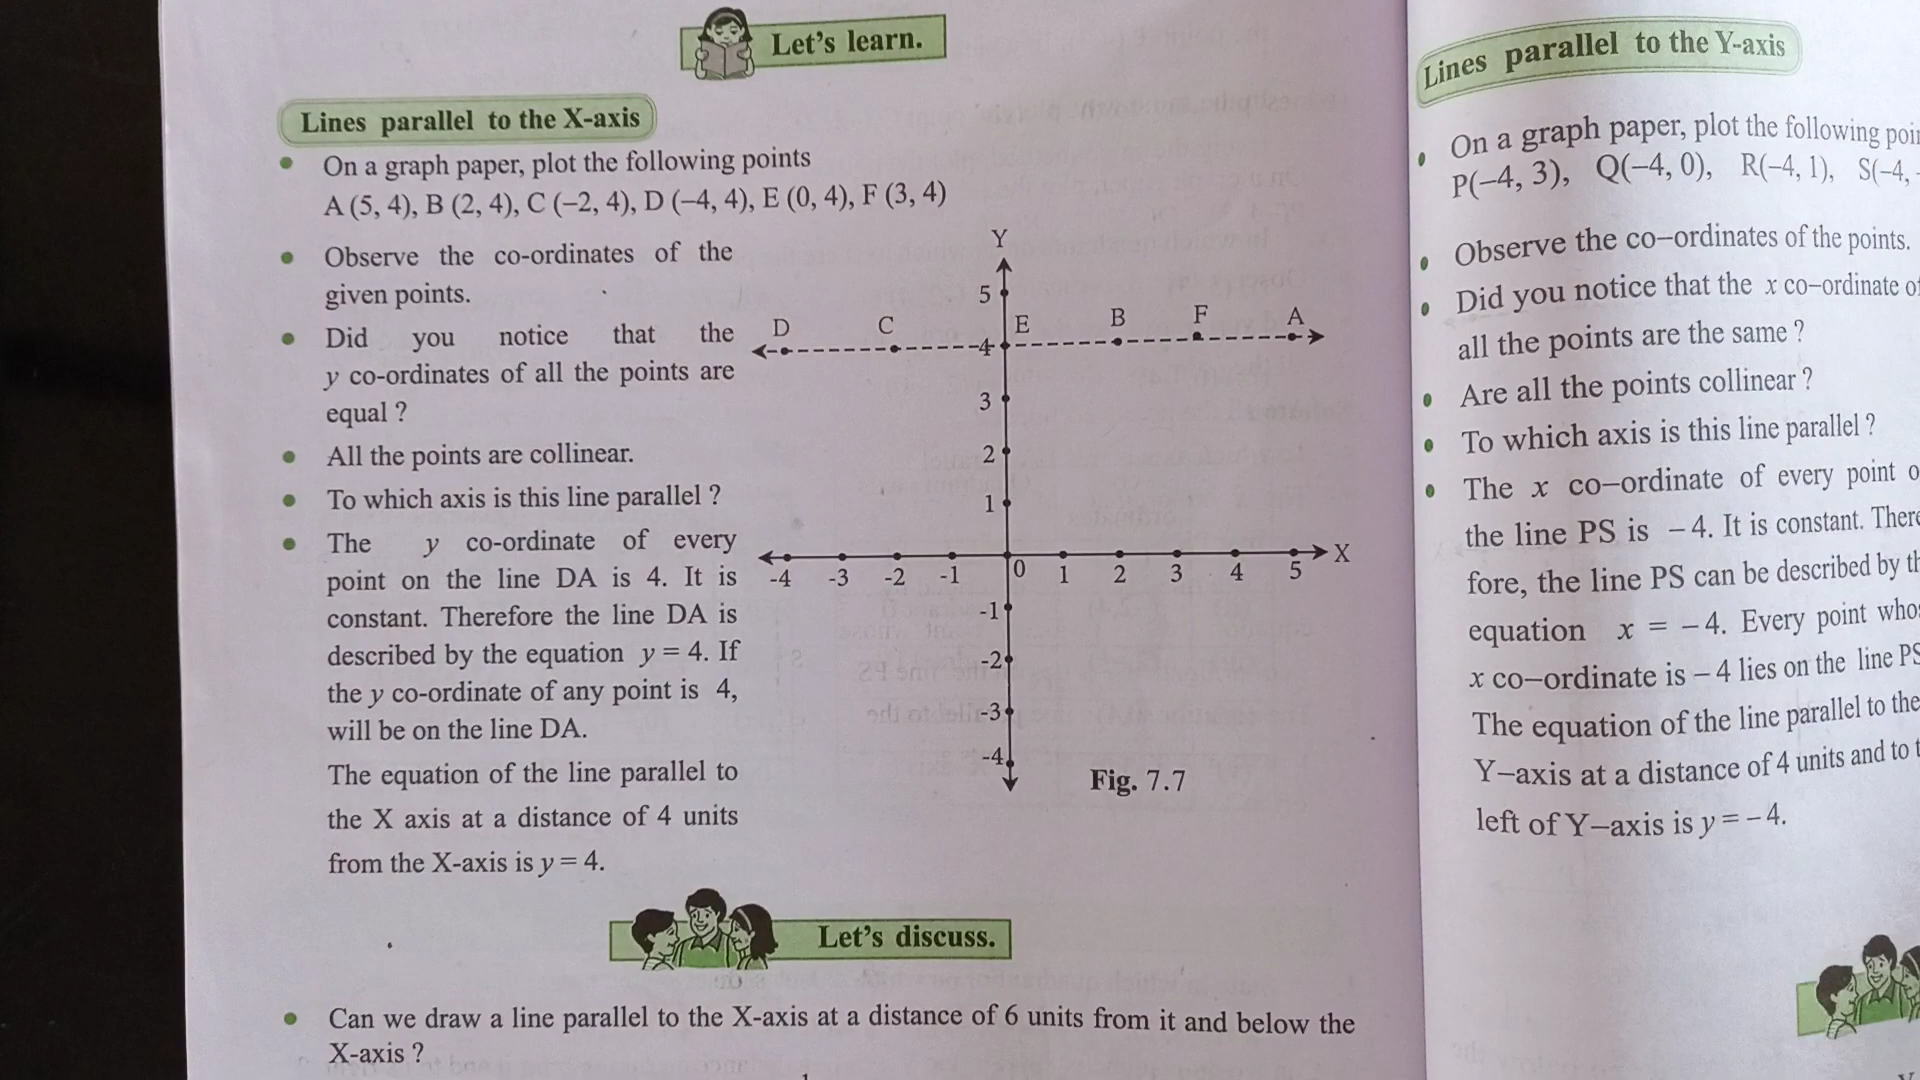 Let's learn.
Lines parallel to the X-axis
• On a graph paper, plot the following points
A (5, 4), B (2, 4), C (–2, 4), D (–4, 4), E (0, 4), F (3, 4)
• Observe the co-ordinates of the
given points.
• Did you notice that the
y co-ordinates of all the points are
equal ?
• All the points are collinear.
• To which axis is this line parallel ?
• The y co-ordinate of every
point on the line DA is 4. It is
constant. Therefore the line DA is
described by the equation y = 4. If
the y co-ordinate of any point is 4,
will be on the line DA.
The equation of the line parallel to
the X axis at a distance of 4 units
from the X-axis is y = 4.
Y
5
D C E B F A
4
3
2
1
X
-4 -3 -2 -1 0 1 2 3 4 5
-1
-2
-3
-4
Fig. 7.7
Let's discuss.
• Can we draw a line parallel to the X-axis at a distance of 6 units from it and below the
X-axis ?
Lines parallel to the Y-axis
• On a graph paper, plot the following
P(–4, 3), Q(–4, 0), R(–4, 1), S(–4,
• Observe the co–ordinates of the points.
• Did you notice that the x co–ordinate of
all the points are the same ?
• Are all the points collinear ?
• To which axis is this line parallel ?
• The x co–ordinate of every point
the line PS is – 4. It is constant. There
fore, the line PS can be described by
equation x = – 4. Every point
x co–ordinate is – 4 lies on the line PS
The equation of the line parallel to the
Y–axis at a distance of 4 units and to
left of Y–axis is y = – 4.